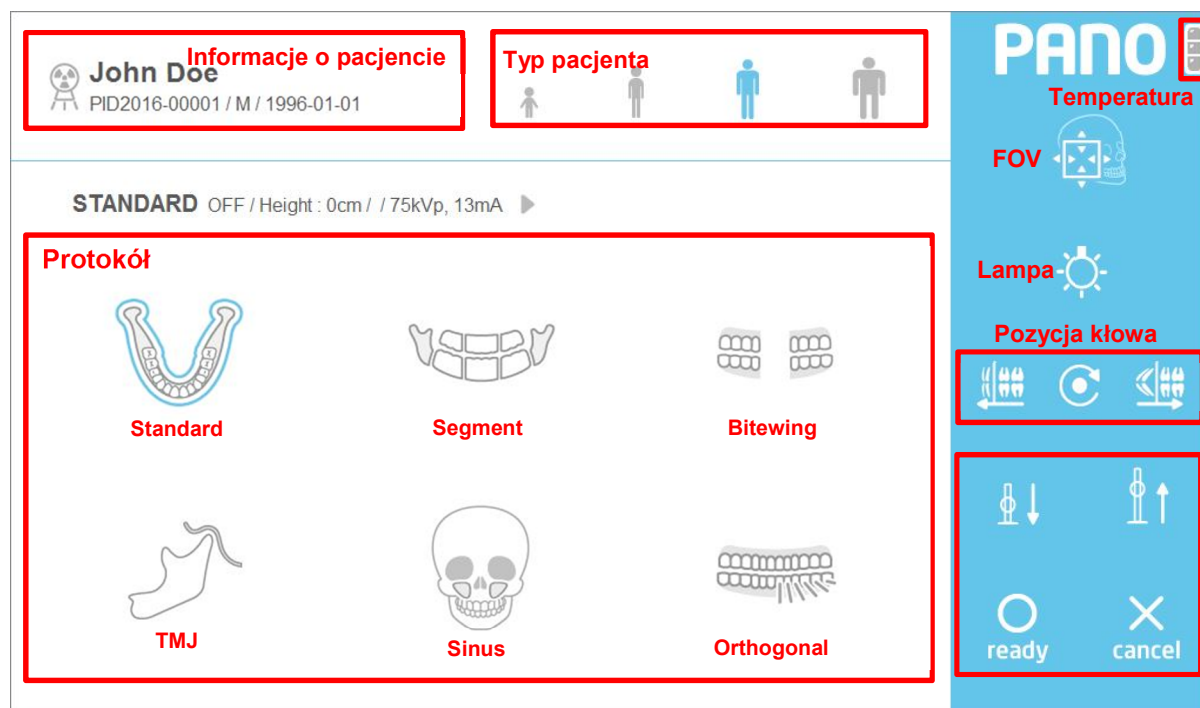 Informacje o pacjencie
John Doe
PID2016-00001 / M / 1996-01-01
Typ pacjenta
PANO
Temperatura
FOV
STANDARD OFF / Height : 0cm / / 75kVp, 13mA
Protokół
Lampa
Pozycja kłowa
Standard
Segment
Bitewing
TMJ
Sinus
Orthogonal
ready
cancel